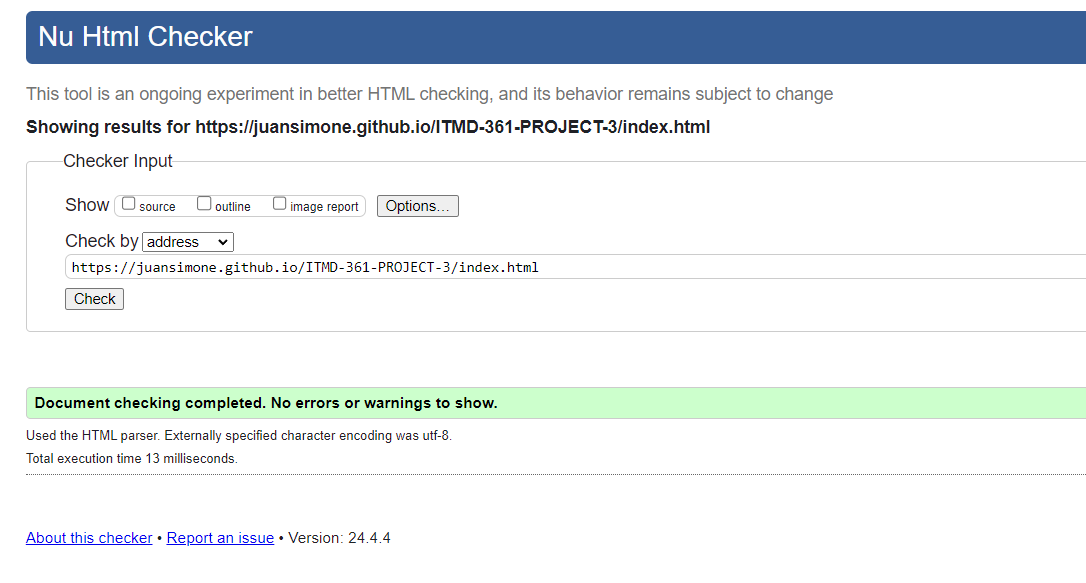 Nu Html Checker
This tool is an ongoing experiment in better HTML checking, and its behavior remains subject to change
Showing results for https://juansimone.github.io/ITMD-361-PROJECT-3/index.html
Checker Input
Show source outline image report Options...
Check by address
https://juansimone.github.io/ITMD-361-PROJECT-3/index.html
Check
Document checking completed. No errors or warnings to show.
Used the HTML parser. Externally specified character encoding was utf-8.
Total execution time 13 milliseconds.
About this checker • Report an issue • Version: 24.4.4